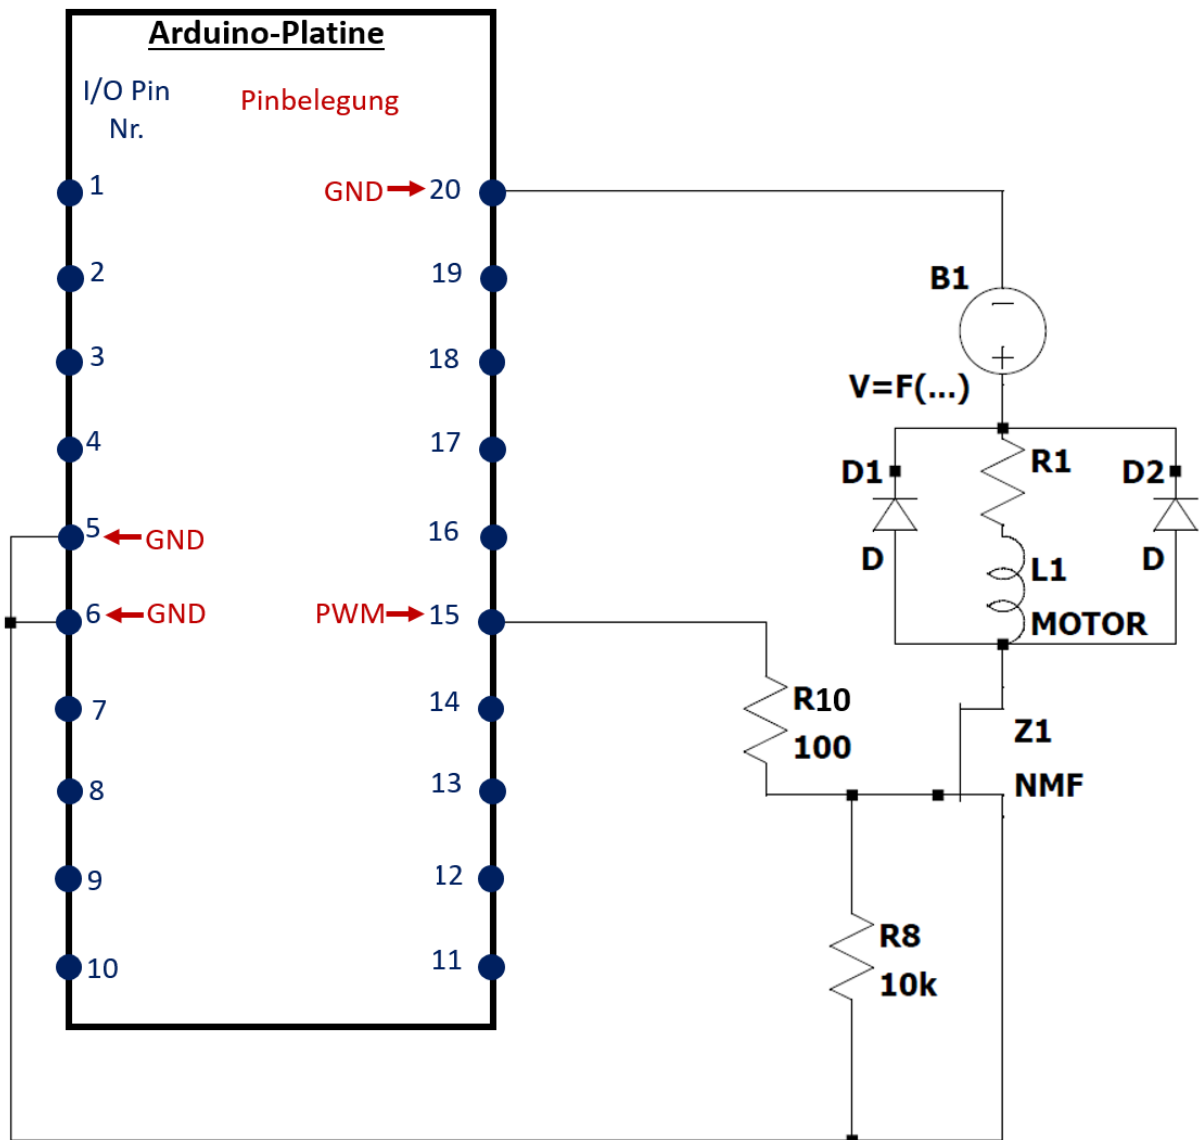 Arduino-Platine
I/O Pin
Nr.
Pinbelegung
1
GND
20
2
19
3
18
4
17
5
GND
16
6
GND
PWM
15
7
14
8
13
9
12
10
11
B1
V=F(...)
D1
R1
D2
D
L1
D
MOTOR
R10
100
Z1
NMF
R8
10k